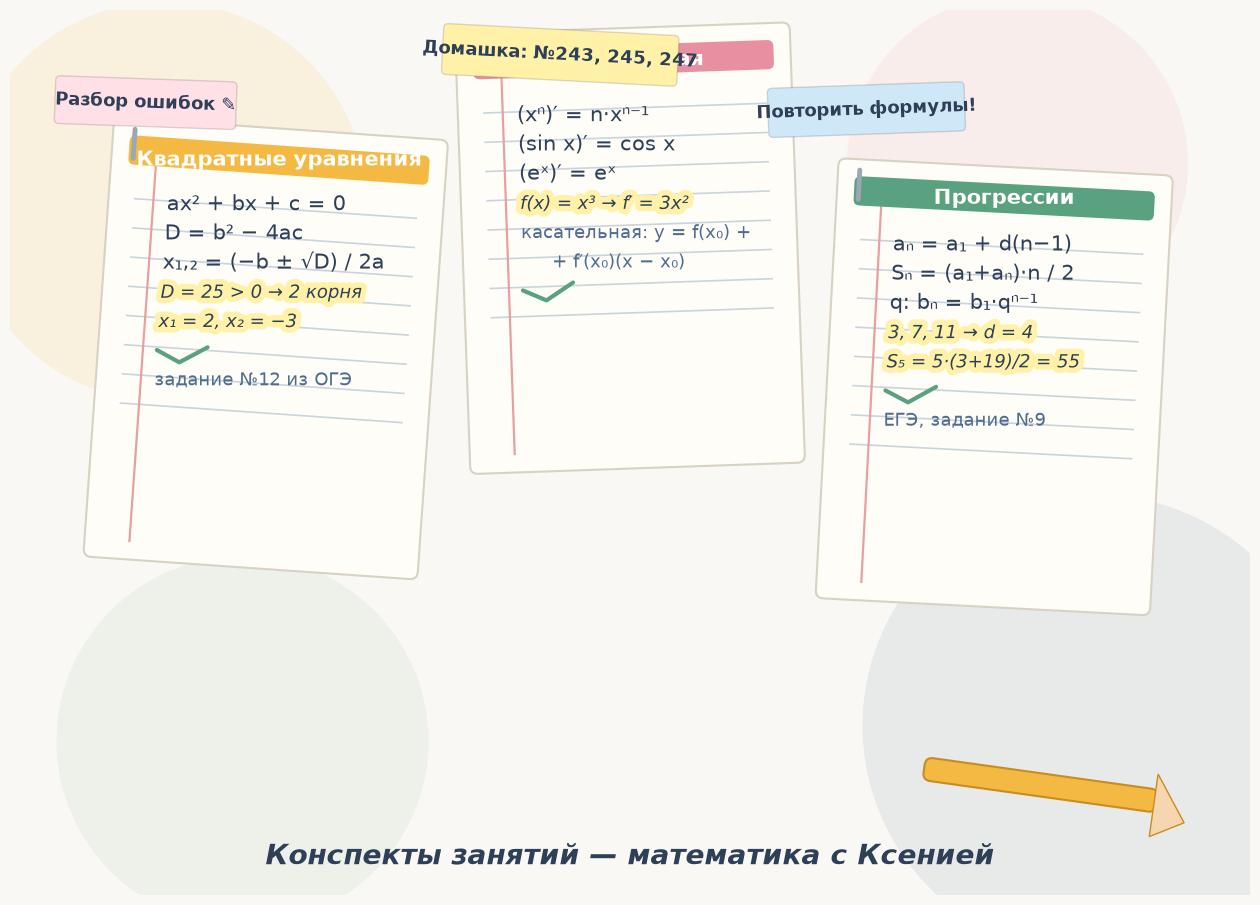 Разбор ошибок ✎
Квадратные уравнения
ax² + bx + c = 0
D = b² − 4ac
x₁,₂ = (−b ± √D) / 2a
D = 25 > 0 → 2 корня
x₁ = 2, x₂ = −3
задание №12 из ОГЭ
Домашка: №243, 245, 247
(xⁿ)′ = n·xⁿ⁻¹
(sin x)′ = cos x
(eˣ)′ = eˣ
f(x) = x³ → f′ = 3x²
касательная: y = f(x₀) +
+ f′(x₀)(x − x₀)
Повторить формулы!
Прогрессии
aₙ = a₁ + d(n−1)
Sₙ = (a₁+aₙ)·n / 2
q: bₙ = b₁·qⁿ⁻¹
3, 7, 11 → d = 4
S₅ = 5·(3+19)/2 = 55
ЕГЭ, задание №9
Конспекты занятий — математика с Ксенией